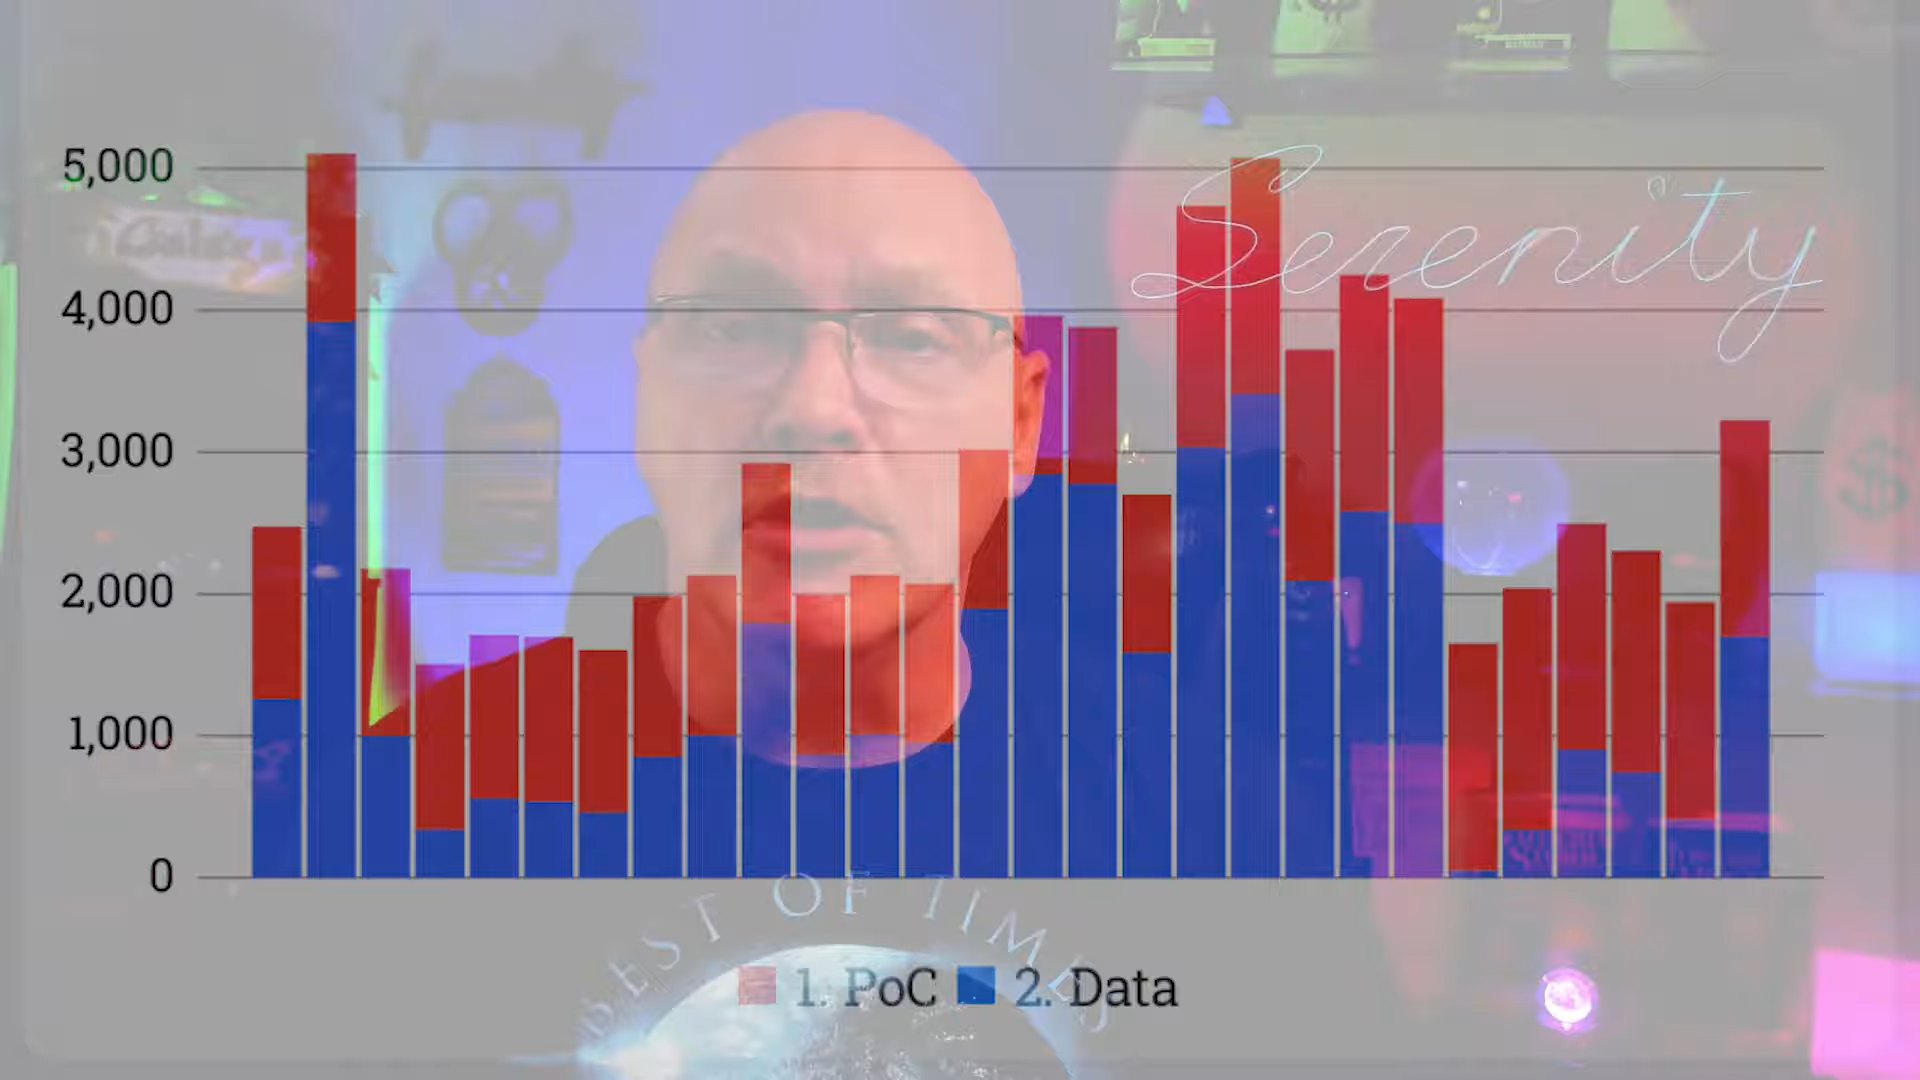 5,000
Serenity
4,000
3,000
2,000
1,000
0
BEST OF TIMES
1. PoC 2. Data